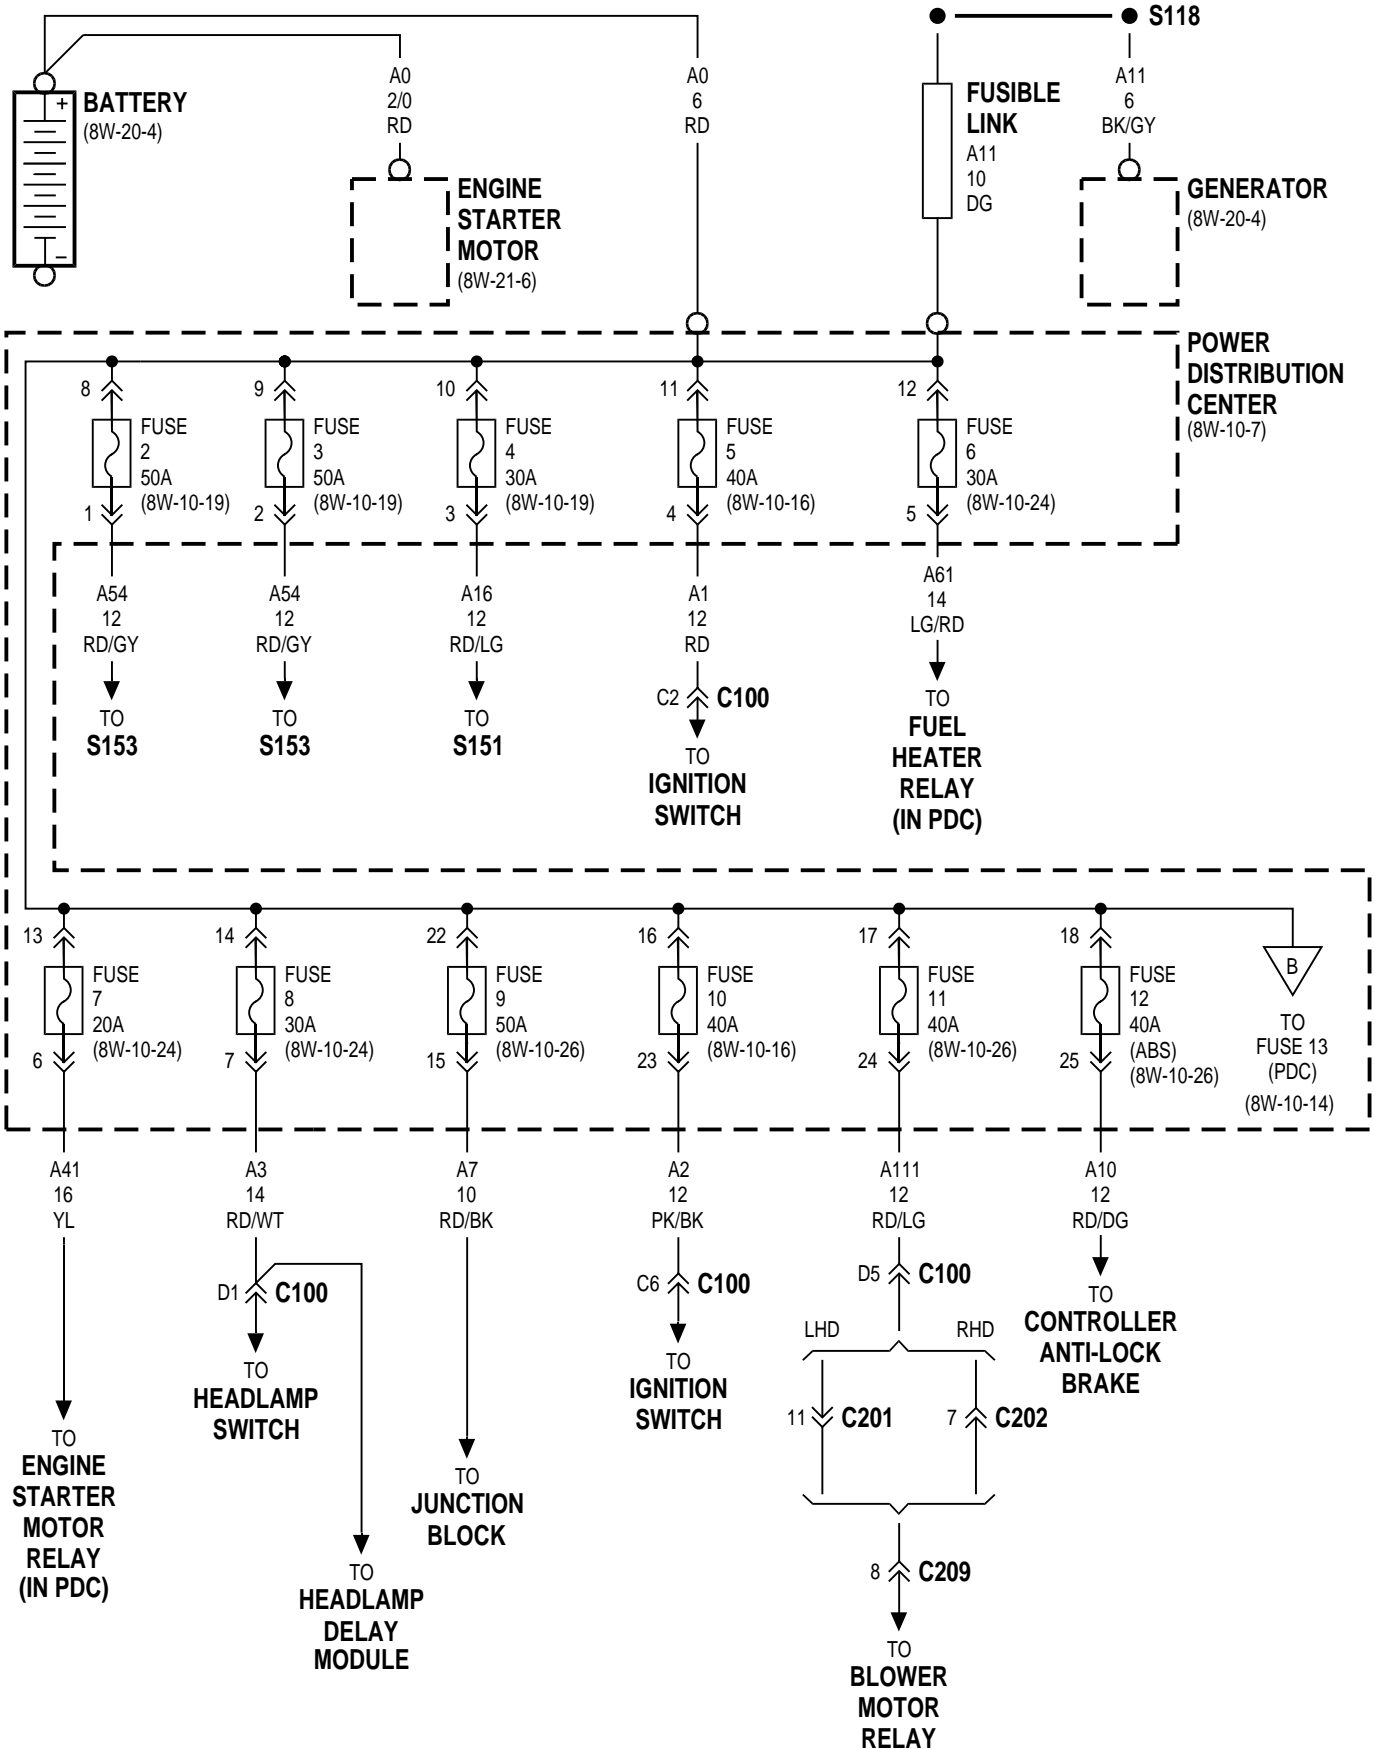 S118
A0
2/0
RD
A0
6
RD
A11
6
BK/GY
+
–
BATTERY
(8W-20-4)
FUSIBLE
LINK
A11
10
DG
ENGINE
STARTER
MOTOR
(8W-21-6)
GENERATOR
(8W-20-4)
POWER
DISTRIBUTION
CENTER
(8W-10-7)
8
FUSE
2
50A
(8W-10-19)
1
9
FUSE
3
50A
(8W-10-19)
2
10
FUSE
4
30A
(8W-10-19)
3
11
FUSE
5
40A
(8W-10-16)
4
12
FUSE
6
30A
(8W-10-24)
5
A54
12
RD/GY
TO
S153
A54
12
RD/GY
TO
S153
A16
12
RD/LG
TO
S151
A1
12
RD
C2
C100
TO
IGNITION
SWITCH
A61
14
LG/RD
TO
FUEL
HEATER
RELAY
(IN PDC)
13
FUSE
7
20A
(8W-10-24)
6
14
FUSE
8
30A
(8W-10-24)
7
22
FUSE
9
50A
(8W-10-26)
15
16
FUSE
10
40A
(8W-10-16)
23
17
FUSE
11
40A
(8W-10-26)
24
18
FUSE
12
40A
(ABS)
(8W-10-26)
25
B
TO
FUSE 13
(PDC)
(8W-10-14)
A41
16
YL
TO
ENGINE
STARTER
MOTOR
RELAY
(IN PDC)
A3
14
RD/WT
D1
C100
TO
HEADLAMP
SWITCH
TO
HEADLAMP
DELAY
MODULE
A7
10
RD/BK
TO
JUNCTION
BLOCK
A2
12
PK/BK
C6
C100
TO
IGNITION
SWITCH
A111
12
RD/LG
D5
C100
LHD
RHD
11
C201
7
C202
8
C209
TO
BLOWER
MOTOR
RELAY
A10
12
RD/DG
TO
CONTROLLER
ANTI-LOCK
BRAKE